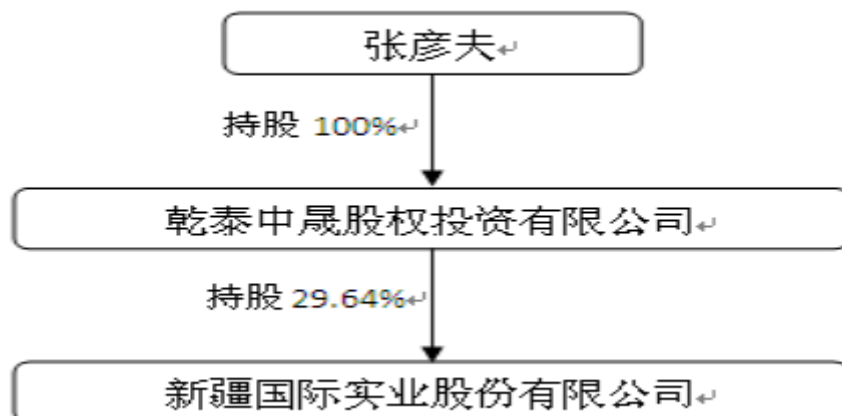 张彦夫
持股 100%
乾泰中晟股权投资有限公司
持股 29.64%
新疆国际实业股份有限公司